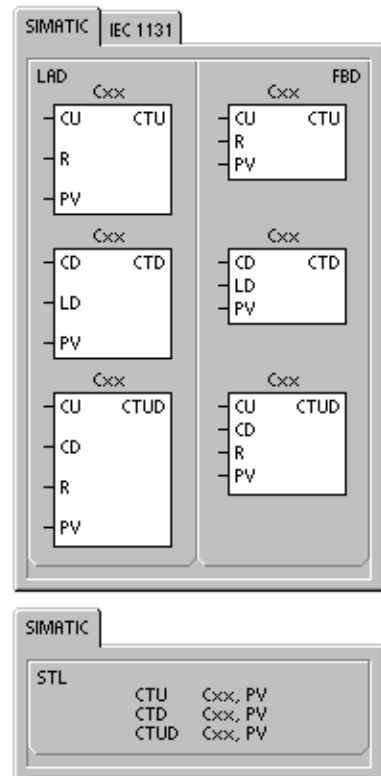 SIMATIC
IEC 1131
LAD
Cxx
CU CTU
R
PV
Cxx
CD CTD
LD
PV
Cxx
CU CTUD
CD
R
PV
FBD
Cxx
CU CTU
R
PV
Cxx
CD CTD
LD
PV
Cxx
CU CTUD
CD
R
PV
SIMATIC
STL
CTU Cxx, PV
CTD Cxx, PV
CTUD Cxx, PV